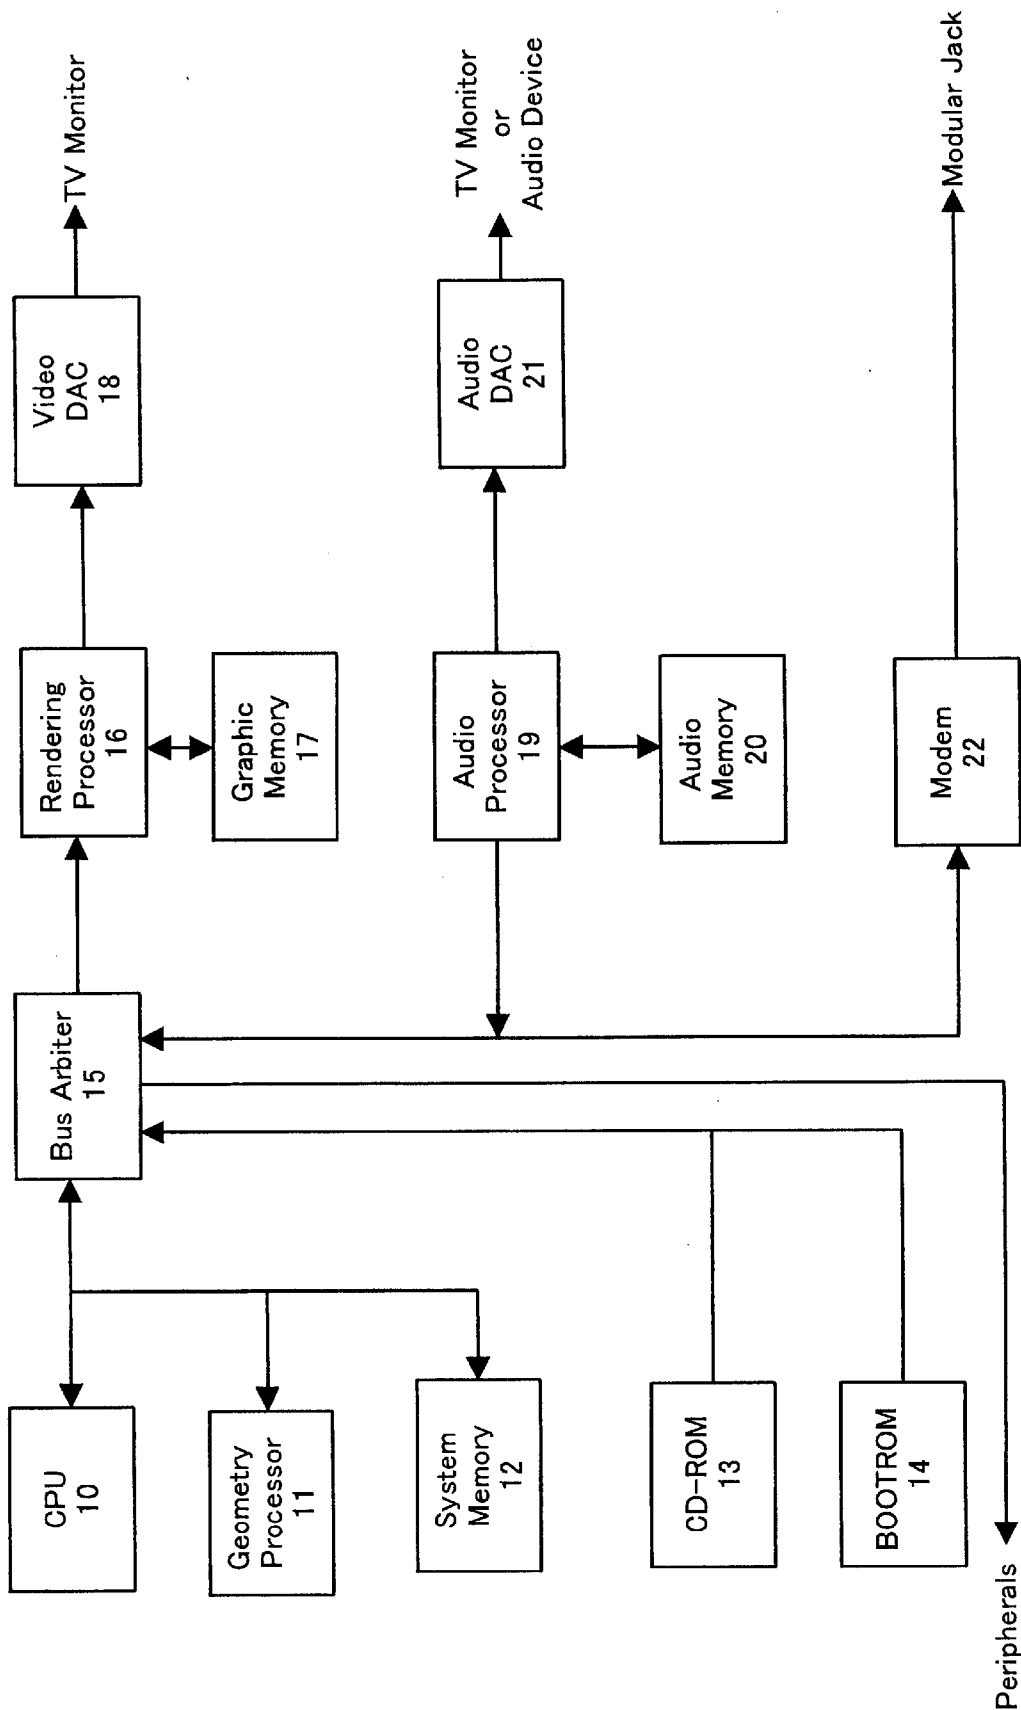 CPU
10
Geometry
Processor
11
System
Memory
12
CD-ROM
13
BOOTROM
14
Peripherals
Bus Arbiter
15
Rendering
Processor
16
Graphic
Memory
17
Audio
Processor
19
Audio
Memory
20
Modem
22
Video
DAC
18
Audio
DAC
21
TV Monitor
TV Monitor
or
Audio Device
Modular Jack